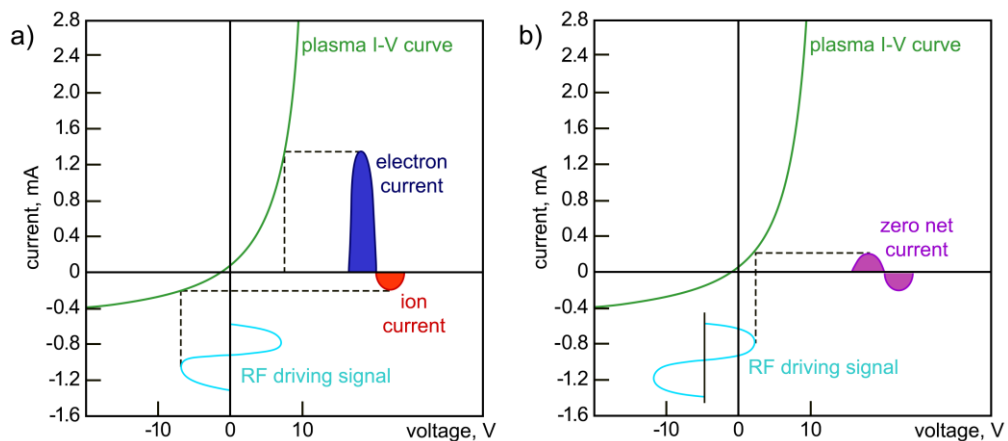 a)
2.8
plasma I-V curve
2.4
2.0
1.6
1.2
electron
current
current, mA
0.8
0.4
0
-0.4
ion
current
-0.8
RF driving signal
-1.2
-1.6
-10
0
10
voltage, V
b)
2.8
plasma I-V curve
2.4
2.0
1.6
1.2
current, mA
0.8
zero net
current
0.4
0
-0.4
-0.8
RF driving signal
-1.2
-1.6
-10
0
10
voltage, V